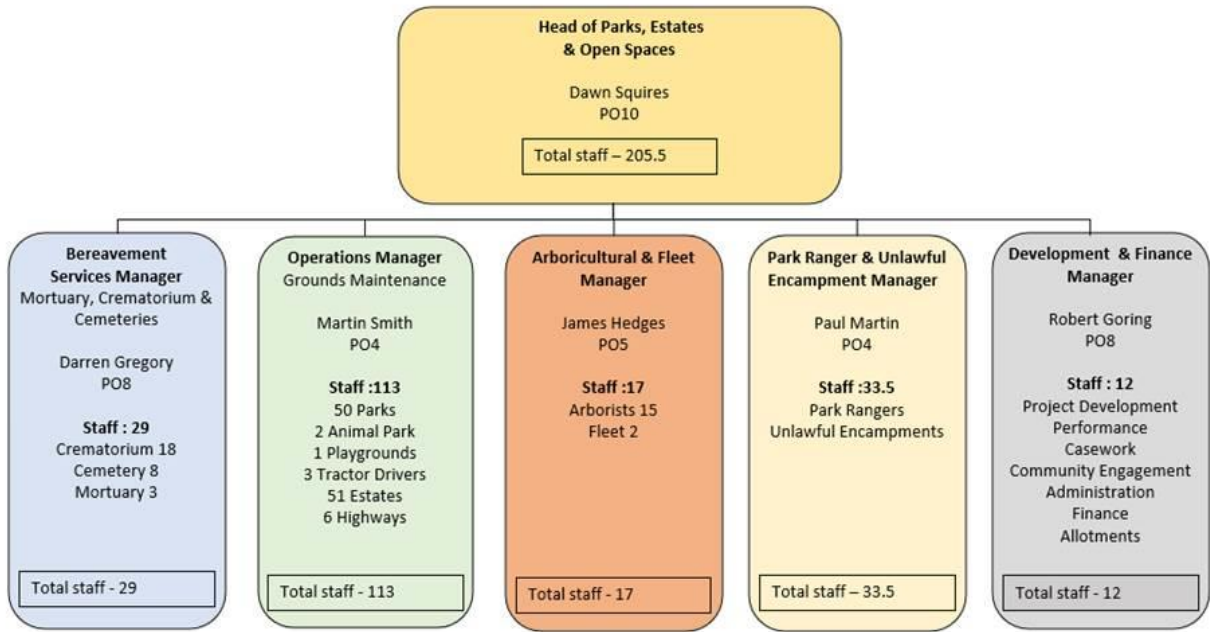 Head of Parks, Estates
& Open Spaces
Dawn Squires
PO10
Total staff – 205.5
Bereavement
Services Manager
Mortuary, Crematorium &
Cemeteries
Darren Gregory
PO8
Staff : 29
Crematorium 18
Cemetery 8
Mortuary 3
Total staff - 29
Operations Manager
Grounds Maintenance
Martin Smith
PO4
Staff :113
50 Parks
2 Animal Park
1 Playgrounds
3 Tractor Drivers
51 Estates
6 Highways
Total staff - 113
Arboricultural & Fleet
Manager
James Hedges
PO5
Staff :17
Arborists 15
Fleet 2
Total staff - 17
Park Ranger & Unlawful
Encampment Manager
Paul Martin
PO4
Staff :33.5
Park Rangers
Unlawful Encampments
Total staff – 33.5
Development & Finance
Manager
Robert Goring
PO8
Staff : 12
Project Development
Performance
Casework
Community Engagement
Administration
Finance
Allotments
Total staff - 12